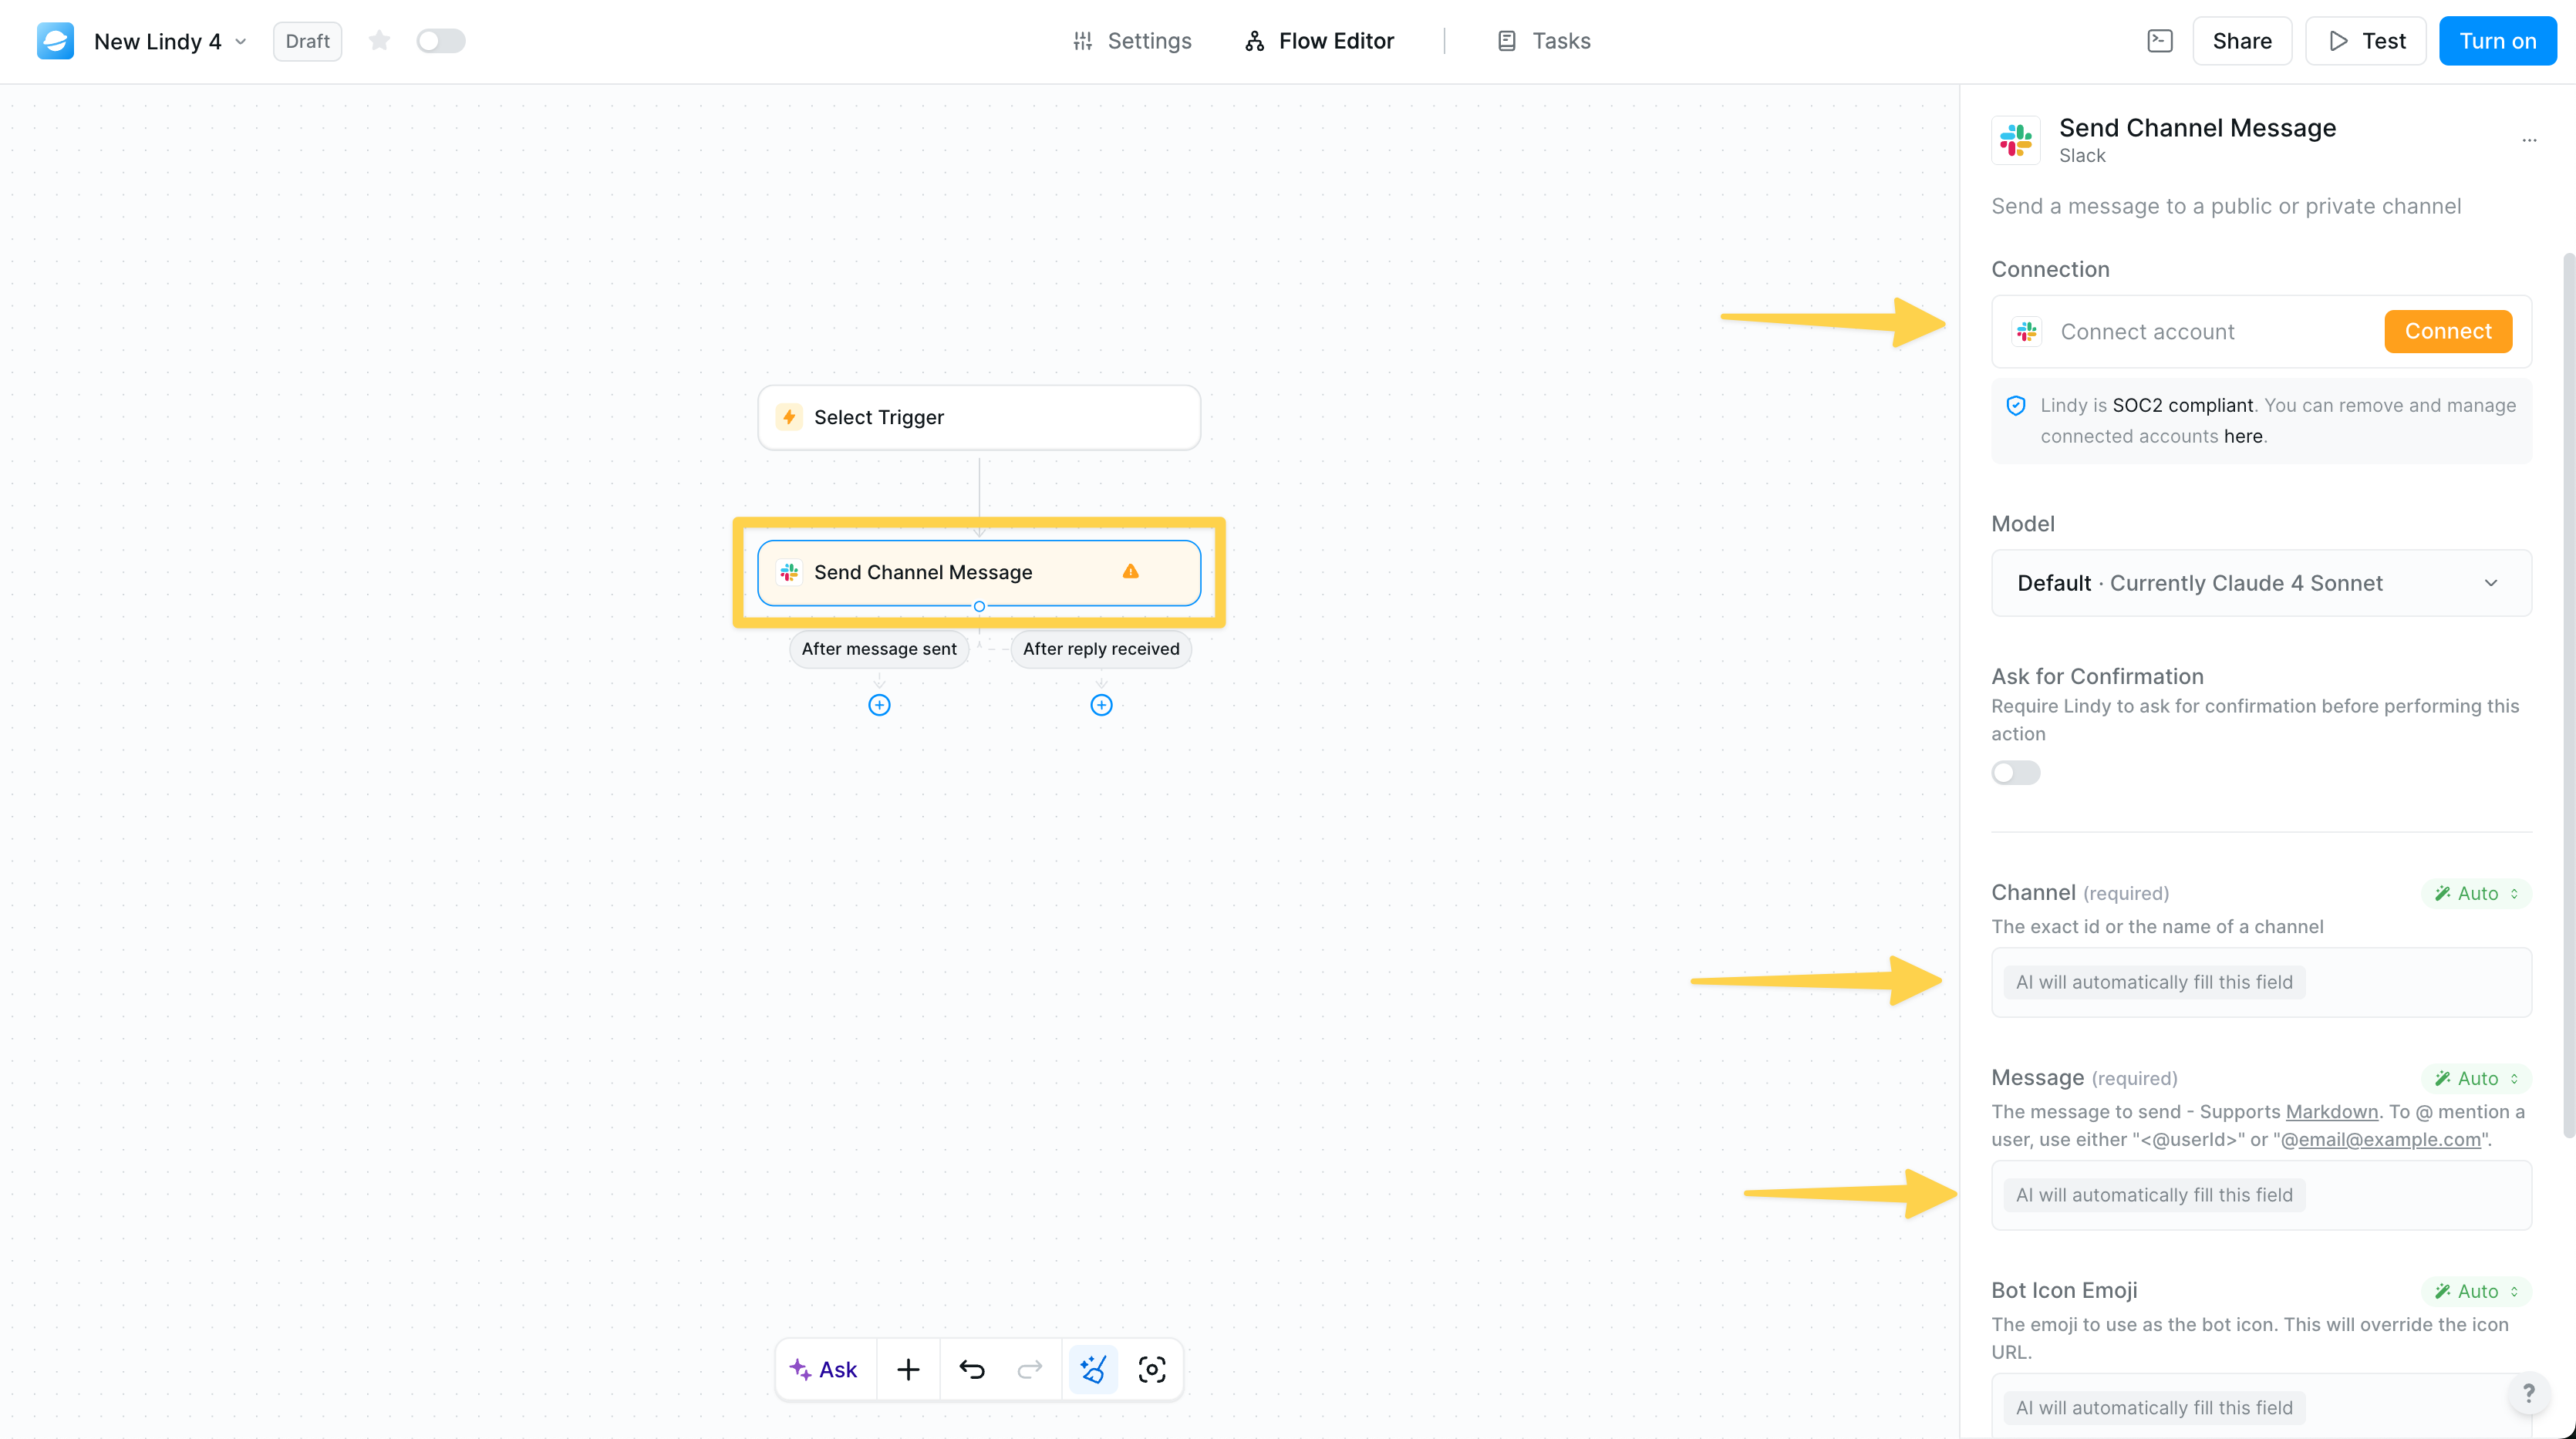 New Lindy 4
Draft
Settings
Flow Editor
Tasks
Share
Test
Turn on
Select Trigger
Send Channel Message
After message sent
After reply received
Ask
Send Channel Message
Slack
...
Send a message to a public or private channel
Connection
Connect account
Connect
Lindy is SOC2 compliant. You can remove and manage
connected accounts here.
Model
Default · Currently Claude 4 Sonnet
Ask for Confirmation
Require Lindy to ask for confirmation before performing this
action
Channel (required)
Auto
The exact id or the name of a channel
AI will automatically fill this field
Message (required)
Auto
The message to send - Supports Markdown. To @ mention a
user, use either "<@userId>" or "@email@example.com".
AI will automatically fill this field
Bot Icon Emoji
Auto
The emoji to use as the bot icon. This will override the icon
URL.
AI will automatically fill this field
?